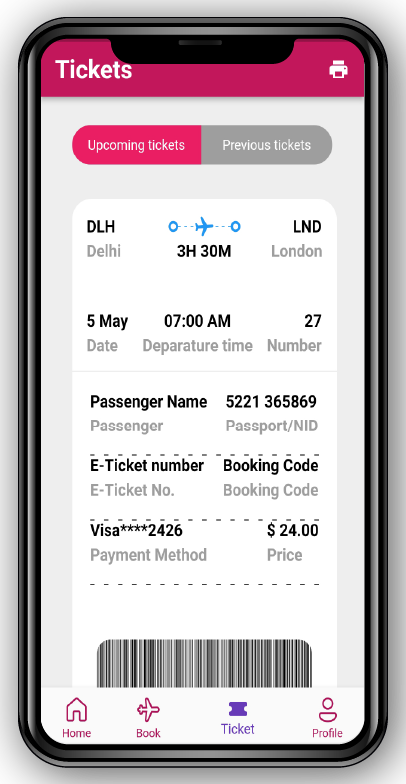 Tickets
Upcoming tickets Previous tickets
DLH LND
Delhi 3H 30M London
5 May 07:00 AM 27
Date Deparature time Number
Passenger Name 5221 365869
Passenger Passport/NID
E-Ticket number Booking Code
E-Ticket No. Booking Code
Visa****2426 $ 24.00
Payment Method Price
Home Book Ticket Profile